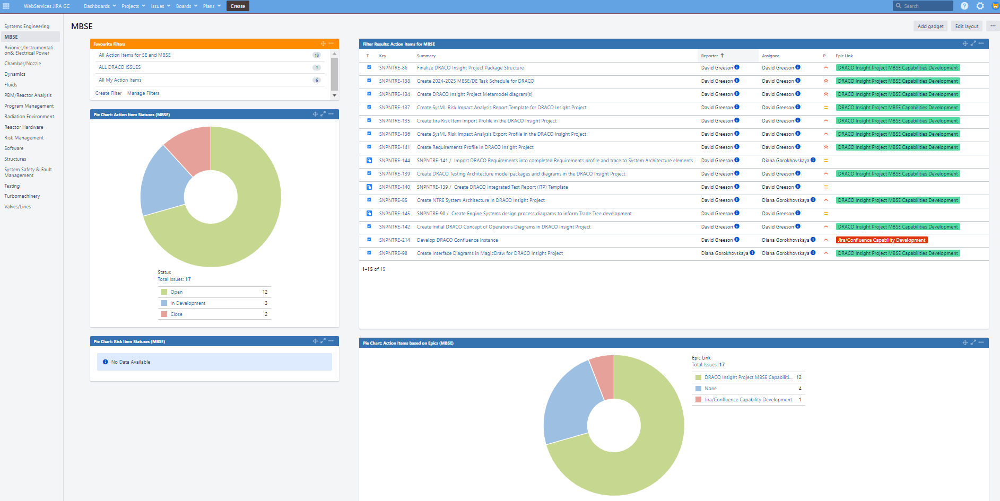 WebServices JIRA GC Dashboards Projects Issues Boards Plans Create Search
Systems Engineering
MBSE
Avionics/Instrumentati
on& Electrical Power
Chamber/Nozzle
Dynamics
Fluids
PBM/Reactor Analysis
Program Management
Radiation Environment
Reactor Hardware
Risk Management
Software
Structures
System Safety & Fault
Management
Testing
Turbomachinery
Valves/Lines
MBSE
Add gadget Edit layout
Favourite Filters
All Action Items for SE and MBSE 18
ALL DRACO ISSUES 1
All My Action Items 6
Create Filter Manage Filters
Pie Chart: Action Item Statuses (MBSE)
Status
Total Issues: 17
Open 12
In Development 3
Close 2
Pie Chart: Risk Item Statuses (MBSE)
No Data Available
Filter Results: Action Items for MBSE
T Key Summary Reporter Assignee P Epic Link
SNPNTRE-86 Finalize DRACO Insight Project Package Structure David Greeson David Greeson DRACO Insight Project MBSE Capabilities Development
SNPNTRE-138 Create 2024-2025 MBSE/DE Task Schedule for DRACO David Greeson David Greeson DRACO Insight Project MBSE Capabilities Development
SNPNTRE-134 Create DRACO Insight Project Metamodel diagram(s) David Greeson David Greeson DRACO Insight Project MBSE Capabilities Development
SNPNTRE-137 Create SysML Risk Impact Analysis Report Template for DRACO Insight Project David Greeson David Greeson DRACO Insight Project MBSE Capabilities Development
SNPNTRE-135 Create Jira Risk Item Import Profile in the DRACO Insight Project David Greeson David Greeson DRACO Insight Project MBSE Capabilities Development
SNPNTRE-136 Create SysML Risk Impact Analysis Export Profile in the DRACO Insight Project David Greeson David Greeson DRACO Insight Project MBSE Capabilities Development
SNPNTRE-141 Create Requirements Profile in DRACO Insight Project David Greeson David Greeson DRACO Insight Project MBSE Capabilities Development
SNPNTRE-144 SNPNTRE-141 / Import DRACO Requirements into completed Requirements profile and trace to System Architecture elements David Greeson Diana Gorokhovskaya
SNPNTRE-139 Create DRACO Testing Architecture model packages and diagrams in the DRACO Insight Project David Greeson David Greeson DRACO Insight Project MBSE Capabilities Development
SNPNTRE-140 SNPNTRE-139 / Create DRACO Integrated Test Report (ITP) Template David Greeson David Greeson
SNPNTRE-85 Create NTRE System Architecture in DRACO Insight Project David Greeson Diana Gorokhovskaya DRACO Insight Project MBSE Capabilities Development
SNPNTRE-145 SNPNTRE-90 / Create Engine Systems design process diagrams to inform Trade Tree development David Greeson David Greeson
SNPNTRE-142 Create Initial DRACO Concept of Operations Diagrams in DRACO Insight Project David Greeson David Greeson DRACO Insight Project MBSE Capabilities Development
SNPNTRE-214 Develop DRACO Confluence Instance David Greeson Diana Gorokhovskaya Jira/Confluence Capability Development
SNPNTRE-98 Create Interface Diagrams in MagicDraw for DRACO Insight Project Diana Gorokhovskaya Diana Gorokhovskaya DRACO Insight Project MBSE Capabilities Development
1–15 of 15
Pie Chart: Action Items based on Epics (MBSE)
Epic Link
Total Issues: 17
DRACO Insight Project MBSE Capabiliti... 12
None 4
Jira/Confluence Capability Development 1